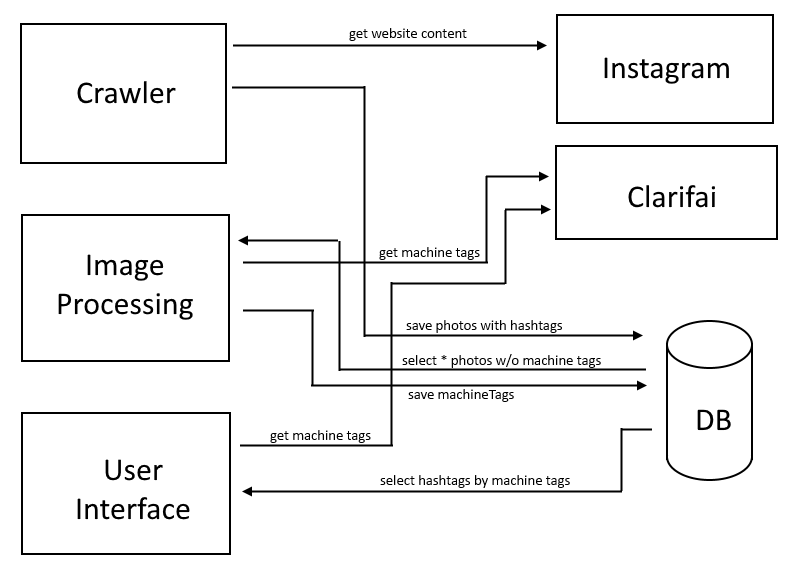 get website content
Crawler
Instagram
Clarifai
Image
Processing
get machine tags
save photos with hashtags
select * photos w/o machine tags
save machineTags
DB
get machine tags
User
Interface
select hashtags by machine tags